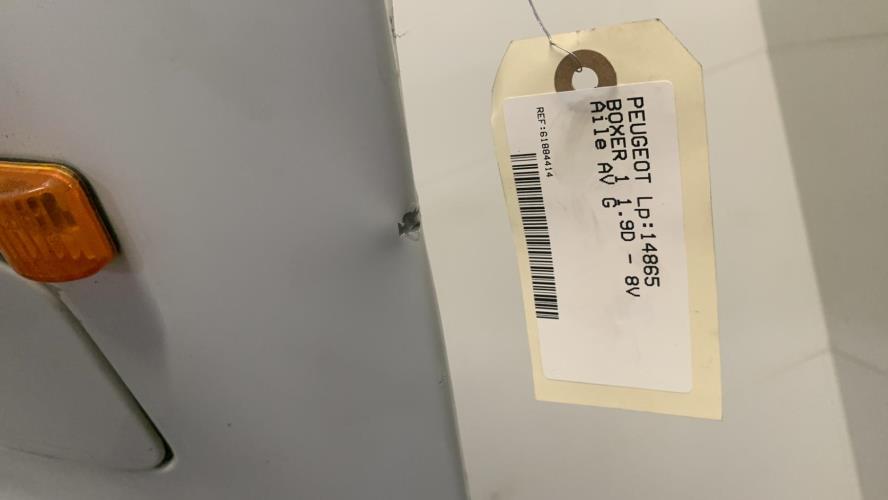 PEUGEOT Lp:14865
BOXER 1 1.9D - 8V
Aile AV G
REF:61884414